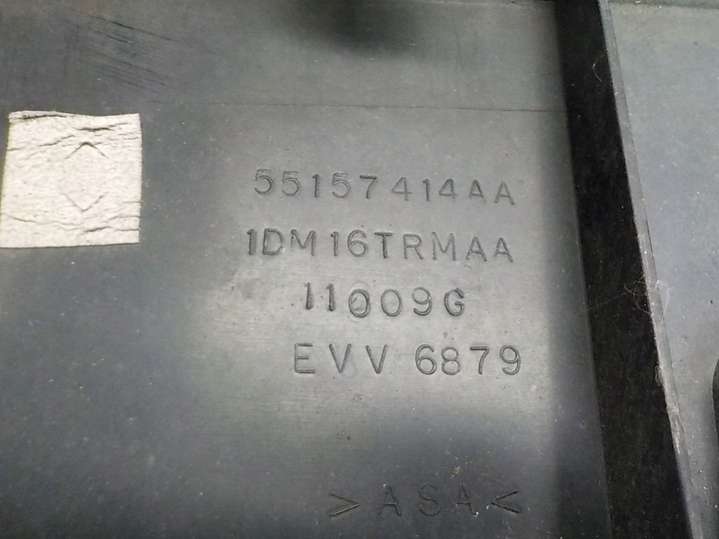 55157414AA
1DM16TRMAA
11009G
EVV 6879
>ASA<